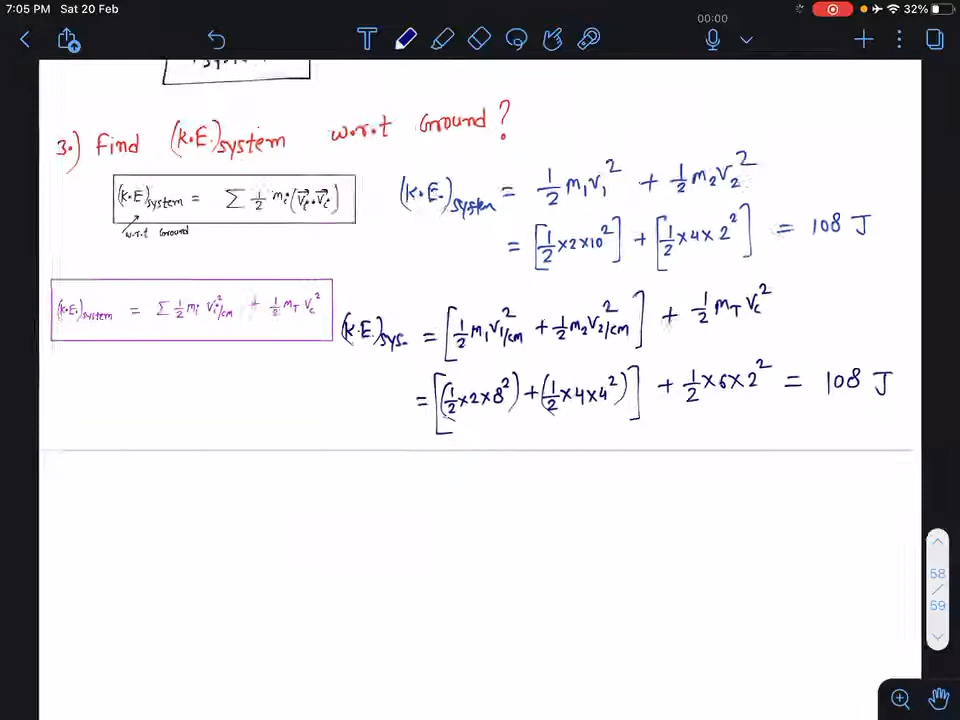 7:05 PM Sat 20 Feb
00:00
32%
T
3.) Find (K.E.)system w.r.t Ground?
(K.E)system = ∑ 1/2 mi (v⃗i.v⃗i)
w.r.t Ground
(K.E.)system = 1/2 m₁v₁² + 1/2 m₂v₂²
= [1/2×2×10²] + [1/2×4×2²] = 108 J
(K.E.)system = ∑ 1/2 mi Vi²/cm + 1/2 mT Vc²
(K.E.)sys. = [1/2 m₁v₁²/cm + 1/2 m₂v₂²/cm] + 1/2 mT Vc²
= [(1/2×2×8²) + (1/2×4×4²)] + 1/2×6×2² = 108 J
58
/
59